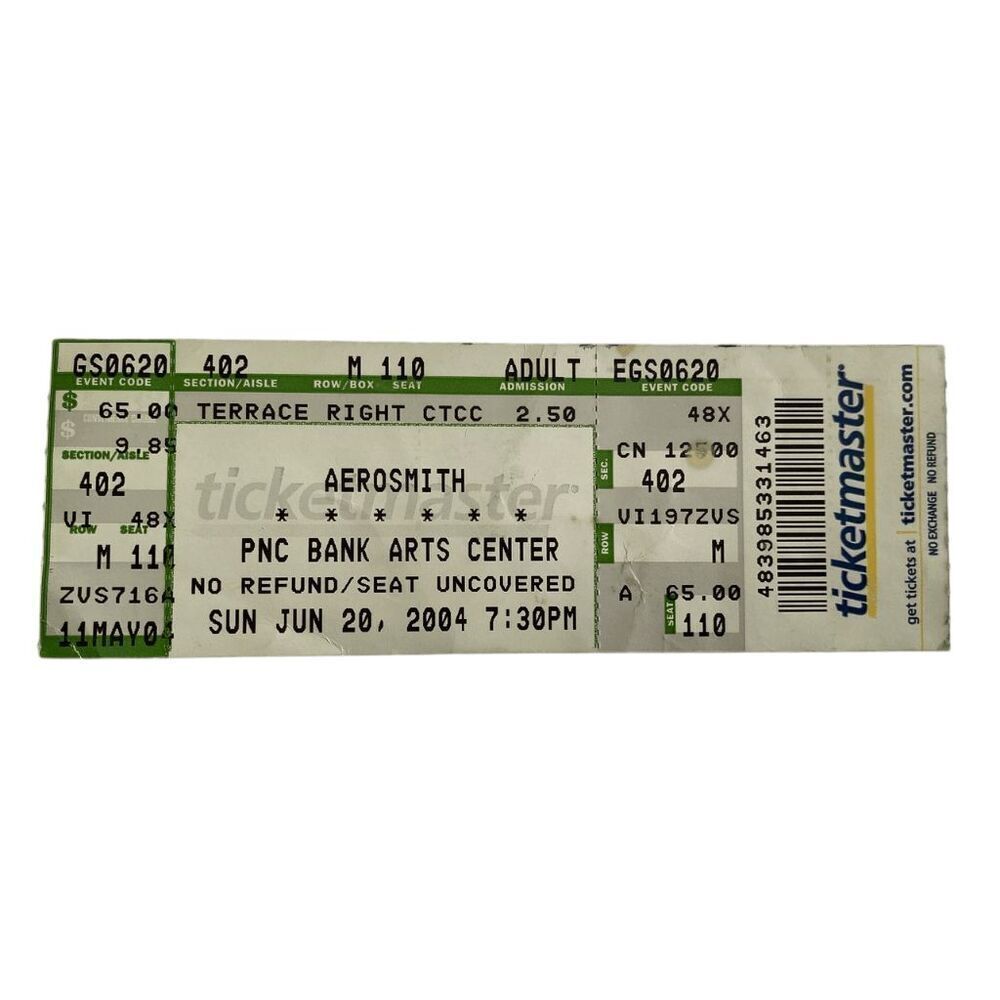 GS0620 402 M 110 ADULT EGS0620
EVENT CODE SECTION/AISLE ROW/BOX SEAT ADMISSION EVENT CODE
$ 65.00 TERRACE RIGHT CTCC 2.50 48X
$ 9.85
SECTION/AISLE
402
VI 48X
ROW SEAT
M 110
ZVS716A
11MAY04
ticketmaster
AEROSMITH
* * * * * *
PNC BANK ARTS CENTER
NO REFUND/SEAT UNCOVERED
SUN JUN 20, 2004 7:30PM
CN 12500
SEC. 402
VI197ZVS
ROW M
A 65.00
SEAT 110
483985331463
ticketmaster
get tickets at ticketmaster.com
NO EXCHANGE NO REFUND